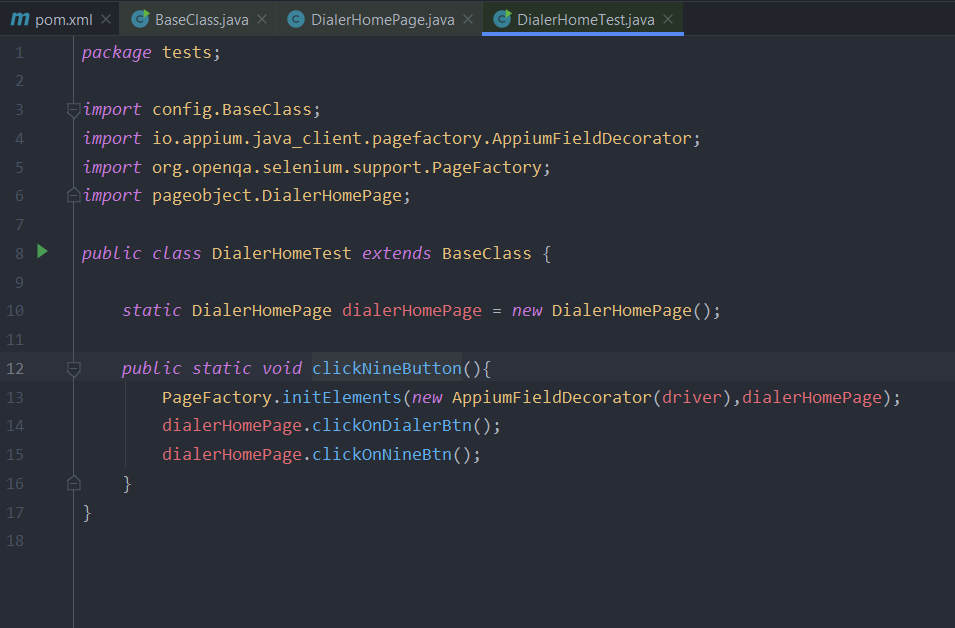 m pom.xml × C BaseClass.java × C DialerHomePage.java × C DialerHomeTest.java ×
1 package tests;
2
3 import config.BaseClass;
4 import io.appium.java_client.pagefactory.AppiumFieldDecorator;
5 import org.openqa.selenium.support.PageFactory;
6 import pageobject.DialerHomePage;
7
8 public class DialerHomeTest extends BaseClass {
9
10 static DialerHomePage dialerHomePage = new DialerHomePage();
11
12 public static void clickNineButton(){
13 PageFactory.initElements(new AppiumFieldDecorator(driver),dialerHomePage);
14 dialerHomePage.clickOnDialerBtn();
15 dialerHomePage.clickOnNineBtn();
16 }
17 }
18